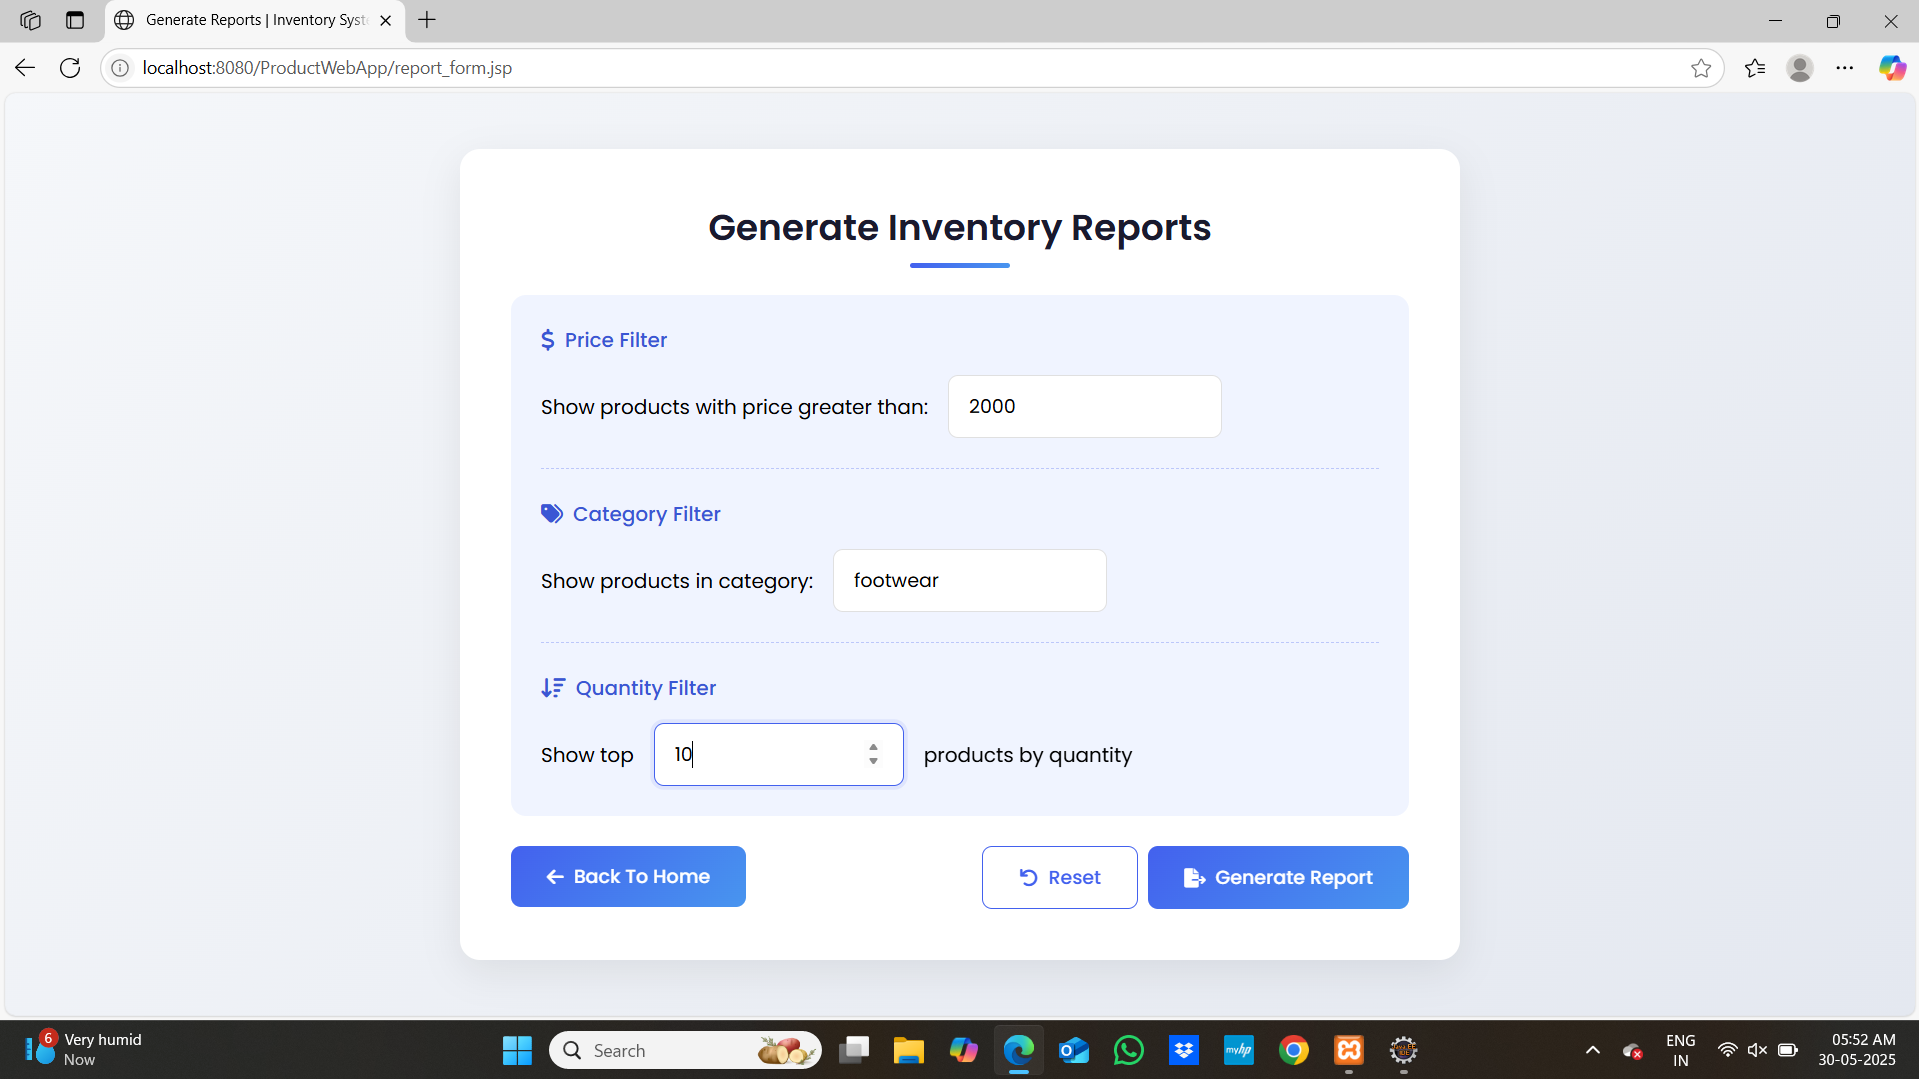 Generate Reports | Inventory Syst
localhost:8080/ProductWebApp/report_form.jsp
Generate Inventory Reports
Price Filter
Show products with price greater than: 2000
Category Filter
Show products in category: footwear
Quantity Filter
Show top 10 products by quantity
Back To Home
Reset
Generate Report
6
Very humid
Now
Search
myhp
ENG
IN
05:52 AM
30-05-2025